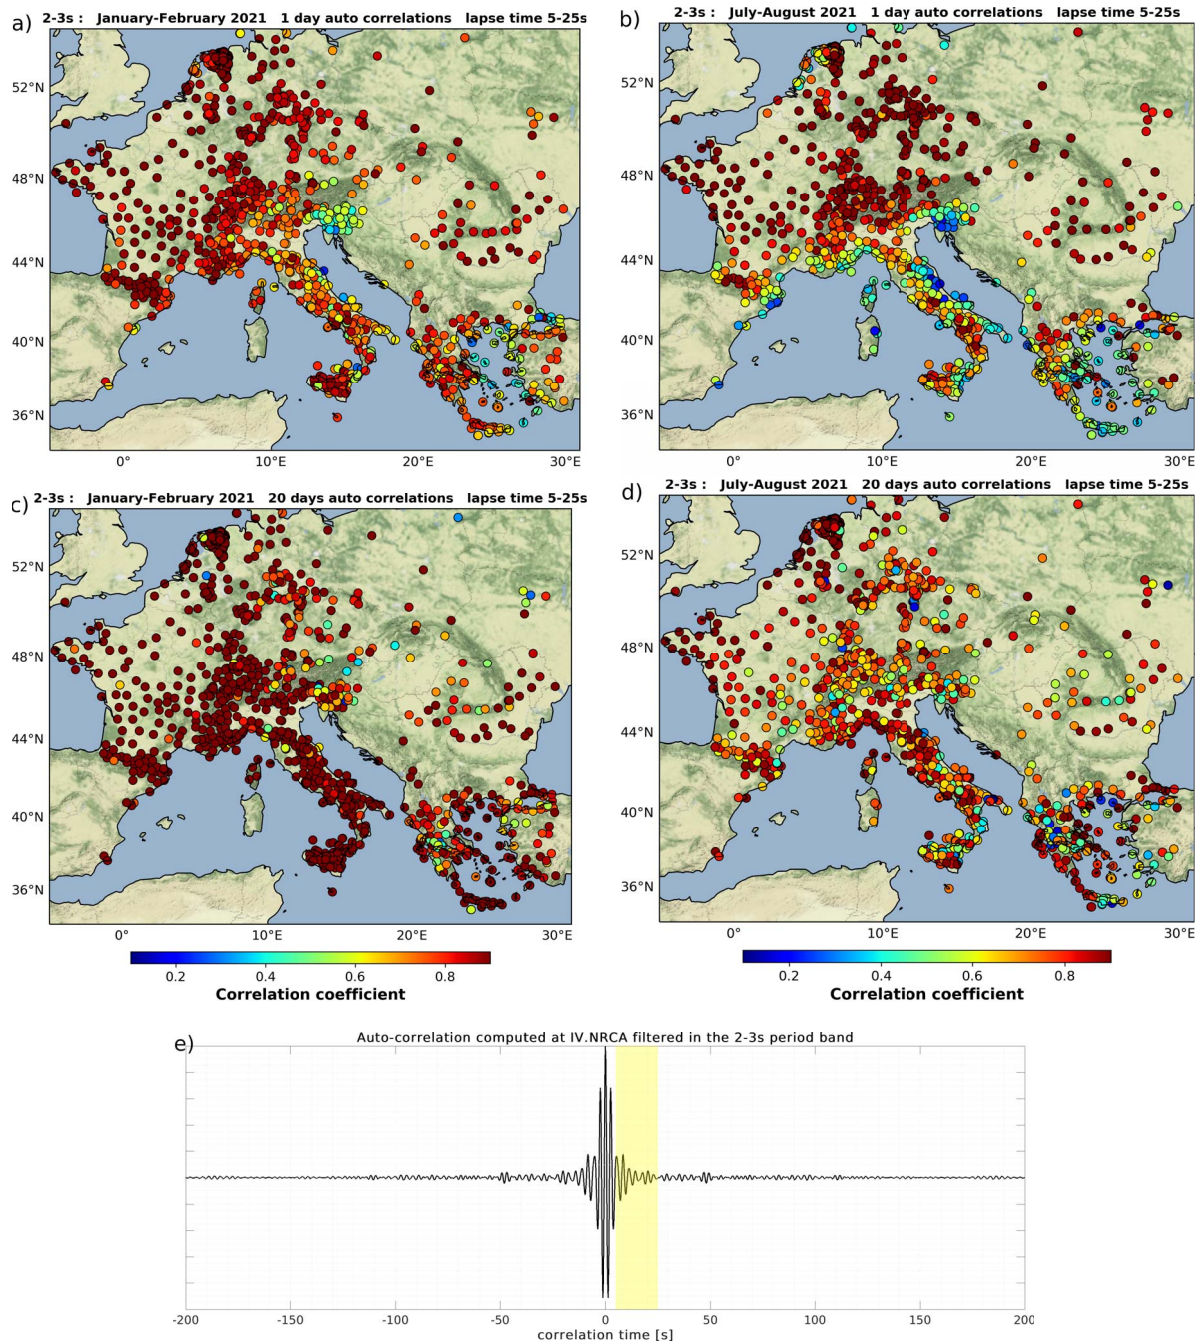 a)
2-3s : January-February 2021 1 day auto correlations lapse time 5-25s
52°N
48°N
44°N
40°N
36°N
0° 10°E 20°E 30°E
b)
2-3s : July-August 2021 1 day auto correlations lapse time 5-25s
52°N
48°N
44°N
40°N
36°N
0° 10°E 20°E 30°E
c)
2-3s : January-February 2021 20 days auto correlations lapse time 5-25s
52°N
48°N
44°N
40°N
36°N
0° 10°E 20°E 30°E
0.2 0.4 0.6 0.8
Correlation coefficient
d)
2-3s : July-August 2021 20 days auto correlations lapse time 5-25s
52°N
48°N
44°N
40°N
36°N
0° 10°E 20°E 30°E
0.2 0.4 0.6 0.8
Correlation coefficient
e)
Auto-correlation computed at IV.NRCA filtered in the 2-3s period band
-200 -150 -100 -50 0 50 100 150 200
correlation time [s]